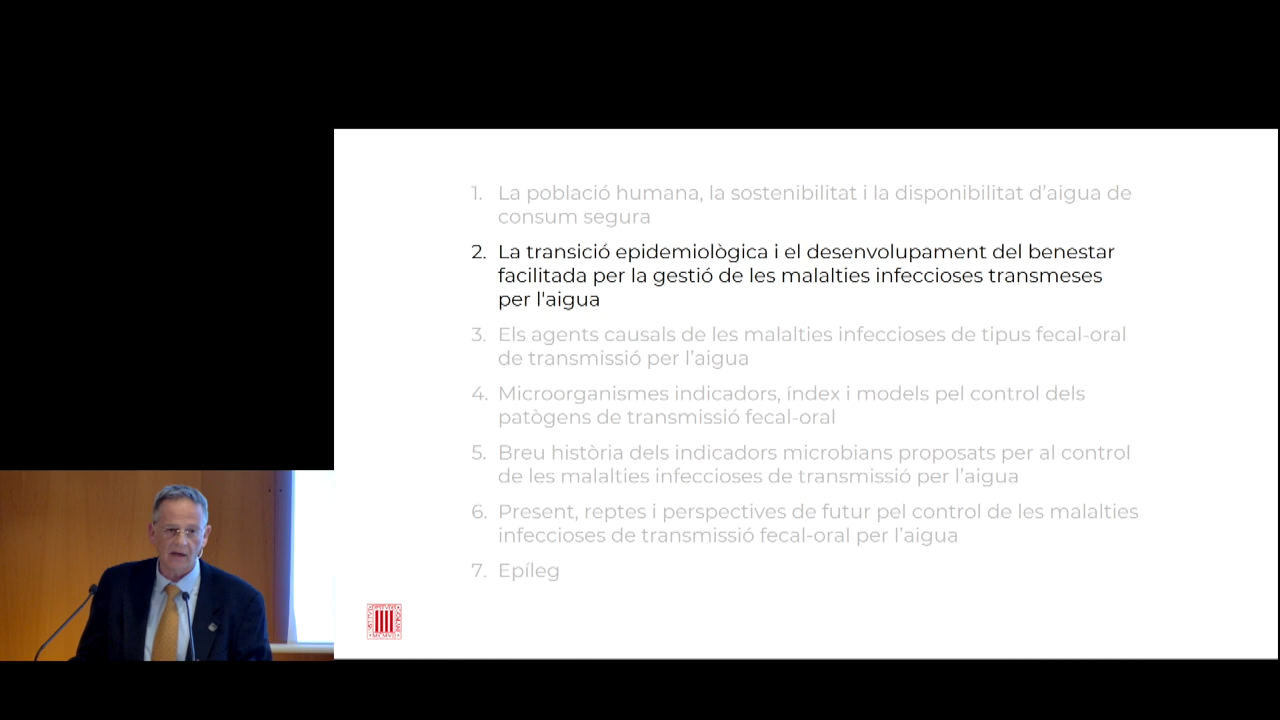 1. La població humana, la sostenibilitat i la disponibilitat d’aigua de
consum segura
2. La transició epidemiològica i el desenvolupament del benestar
facilitada per la gestió de les malalties infeccioses transmeses
per l'aigua
3. Els agents causals de les malalties infeccioses de tipus fecal-oral
de transmissió per l’aigua
4. Microorganismes indicadors, índex i models pel control dels
patògens de transmissió fecal-oral
5. Breu història dels indicadors microbians proposats per al control
de les malalties infeccioses de transmissió per l’aigua
6. Present, reptes i perspectives de futur pel control de les malalties
infeccioses de transmissió fecal-oral per l’aigua
7. Epíleg